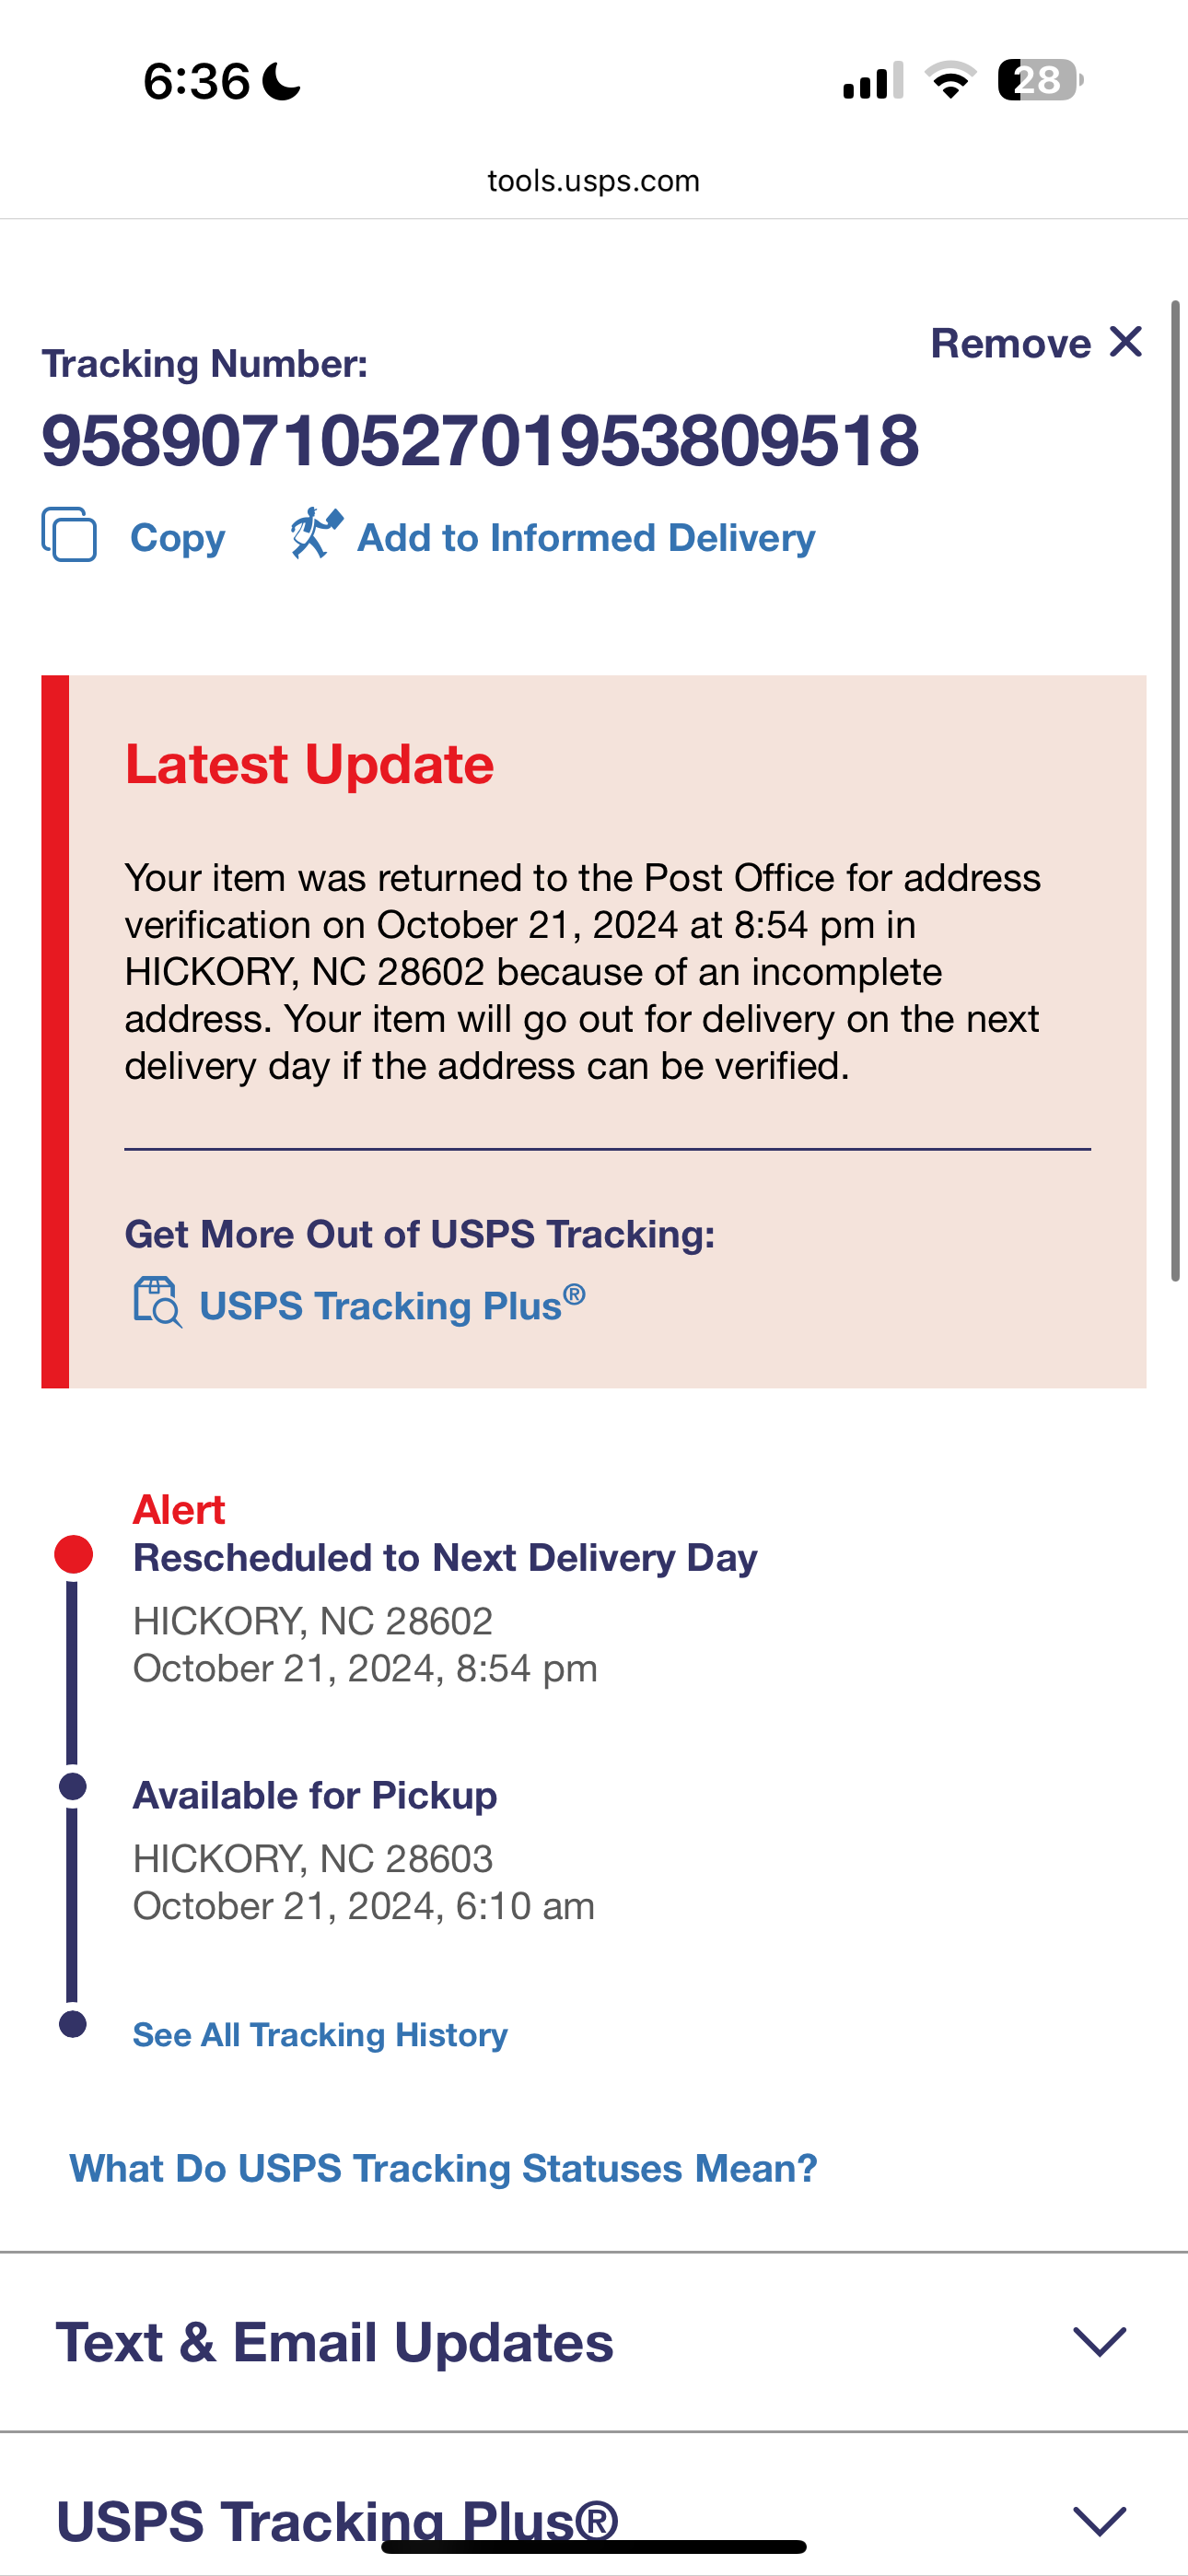 6:36
28
tools.usps.com
Remove
Tracking Number:
9589071052701953809518
Copy
Add to Informed Delivery
Latest Update
Your item was returned to the Post Office for address
verification on October 21, 2024 at 8:54 pm in
HICKORY, NC 28602 because of an incomplete
address. Your item will go out for delivery on the next
delivery day if the address can be verified.
Get More Out of USPS Tracking:
USPS Tracking Plus®
Alert
Rescheduled to Next Delivery Day
HICKORY, NC 28602
October 21, 2024, 8:54 pm
Available for Pickup
HICKORY, NC 28603
October 21, 2024, 6:10 am
See All Tracking History
What Do USPS Tracking Statuses Mean?
Text & Email Updates
USPS Tracking Plus®